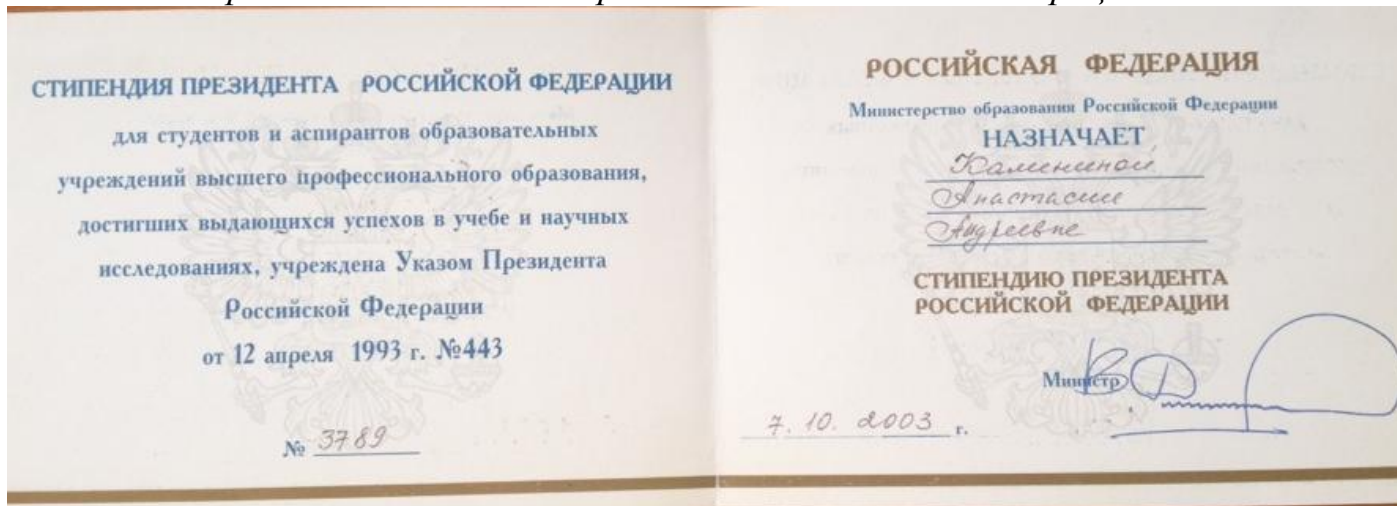 СТИПЕНДИЯ ПРЕЗИДЕНТА РОССИЙСКОЙ ФЕДЕРАЦИИ
для студентов и аспирантов образовательных
учреждений высшего профессионального образования,
достигших выдающихся успехов в учебе и научных
исследованиях, учреждена Указом Президента
Российской Федерации
от 12 апреля 1993 г. №443
№ 3789
РОССИЙСКАЯ ФЕДЕРАЦИЯ
Министерство образования Российской Федерации
НАЗНАЧАЕТ
Калининой
Анастасии
Андреевне
СТИПЕНДИЮ ПРЕЗИДЕНТА
РОССИЙСКОЙ ФЕДЕРАЦИИ
Министр
7. 10. 2003 г.